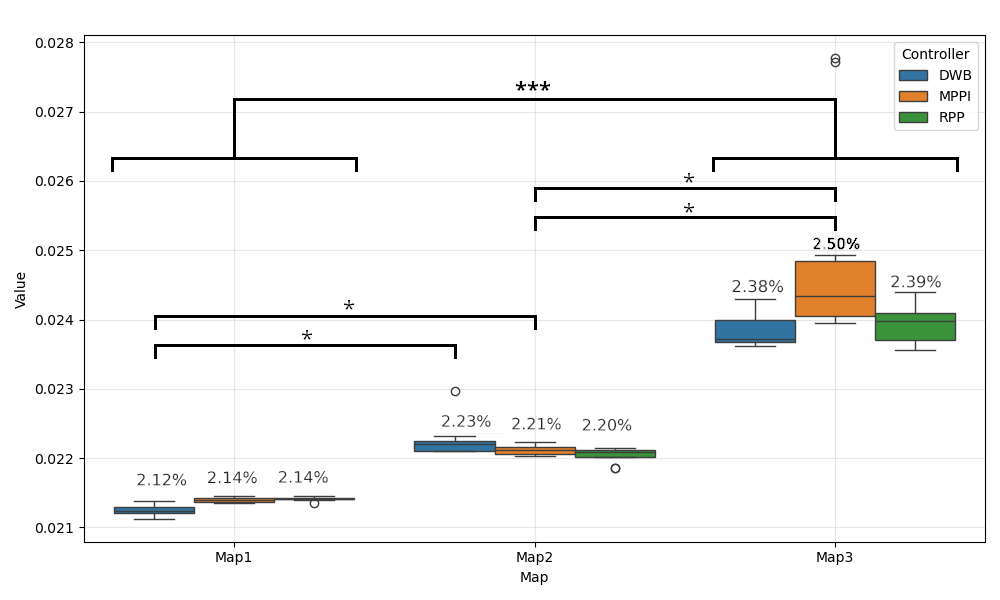 0.028
0.027
0.026
0.025
0.024
0.023
0.022
0.021
Value
Controller
DWB
MPPI
RPP
***
*
*
*
*
2.12%
2.14%
2.14%
2.23%
2.21%
2.20%
2.38%
2.50%
2.39%
Map1
Map2
Map3
Map